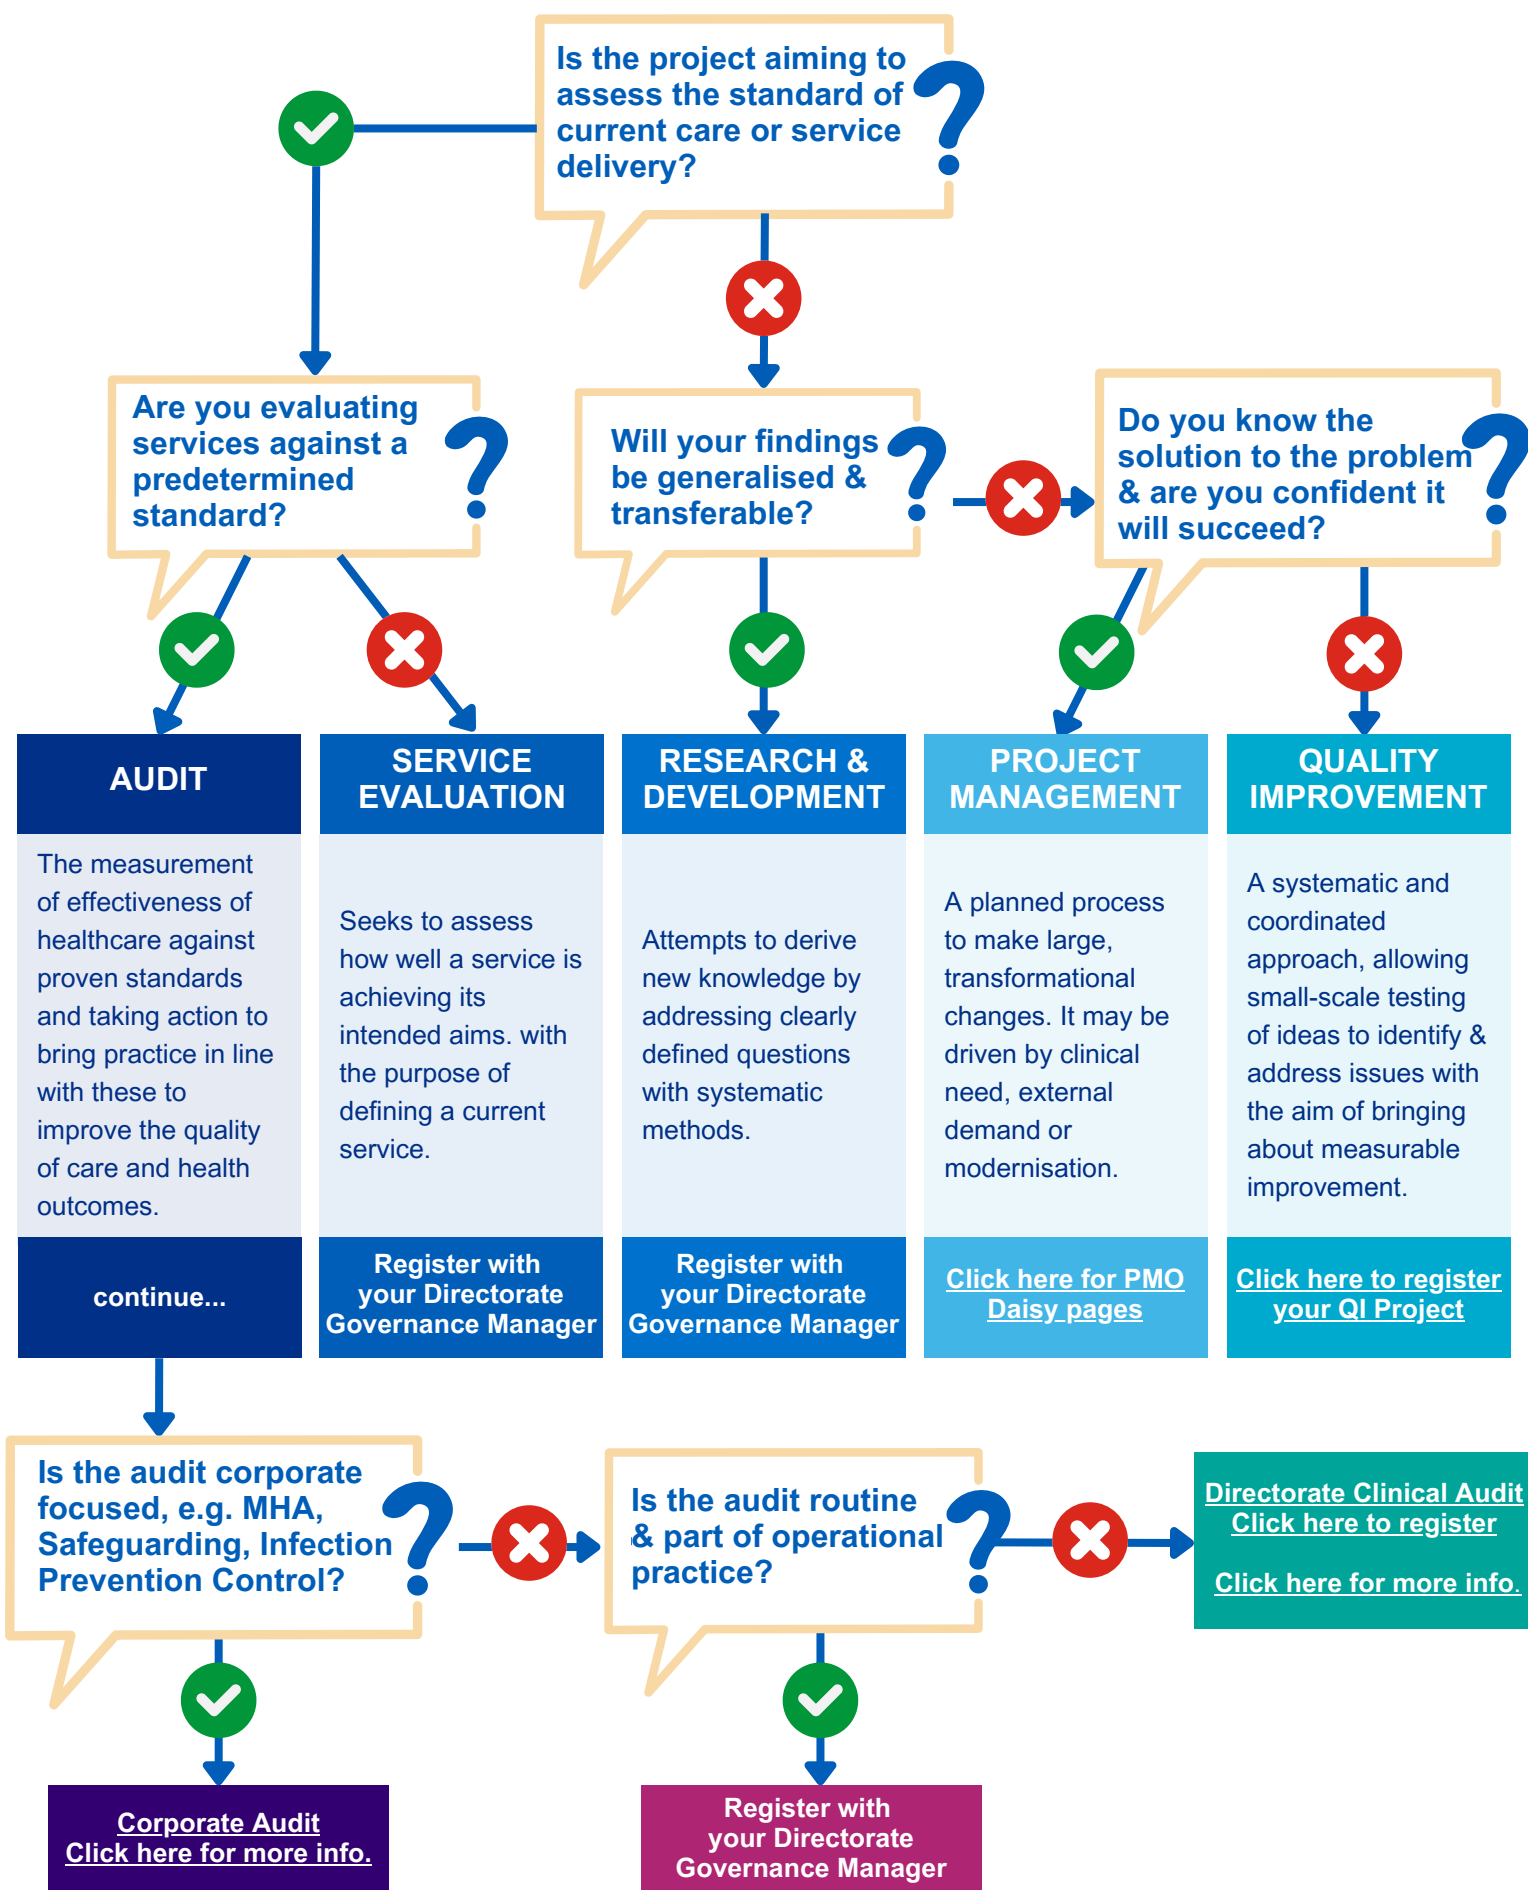 Is the project aiming to
assess the standard of
current care or service
delivery?
?
Are you evaluating
services against a
predetermined
standard?
?
Will your findings
be generalised &
transferable?
?
Do you know the
solution to the problem
& are you confident it
will succeed?
?
AUDIT
The measurement
of effectiveness of
healthcare against
proven standards
and taking action to
bring practice in line
with these to
improve the quality
of care and health
outcomes.
continue...
SERVICE
EVALUATION
Seeks to assess
how well a service is
achieving its
intended aims. with
the purpose of
defining a current
service.
Register with
your Directorate
Governance Manager
RESEARCH &
DEVELOPMENT
Attempts to derive
new knowledge by
addressing clearly
defined questions
with systematic
methods.
Register with
your Directorate
Governance Manager
PROJECT
MANAGEMENT
A planned process
to make large,
transformational
changes. It may be
driven by clinical
need, external
demand or
modernisation.
Click here for PMO
Daisy pages
QUALITY
IMPROVEMENT
A systematic and
coordinated
approach, allowing
small-scale testing
of ideas to identify &
address issues with
the aim of bringing
about measurable
improvement.
Click here to register
your QI Project
Is the audit corporate
focused, e.g. MHA,
Safeguarding, Infection
Prevention Control?
?
Is the audit routine
& part of operational
practice?
?
Directorate Clinical Audit
Click here to register
Click here for more info.
Corporate Audit
Click here for more info.
Register with
your Directorate
Governance Manager